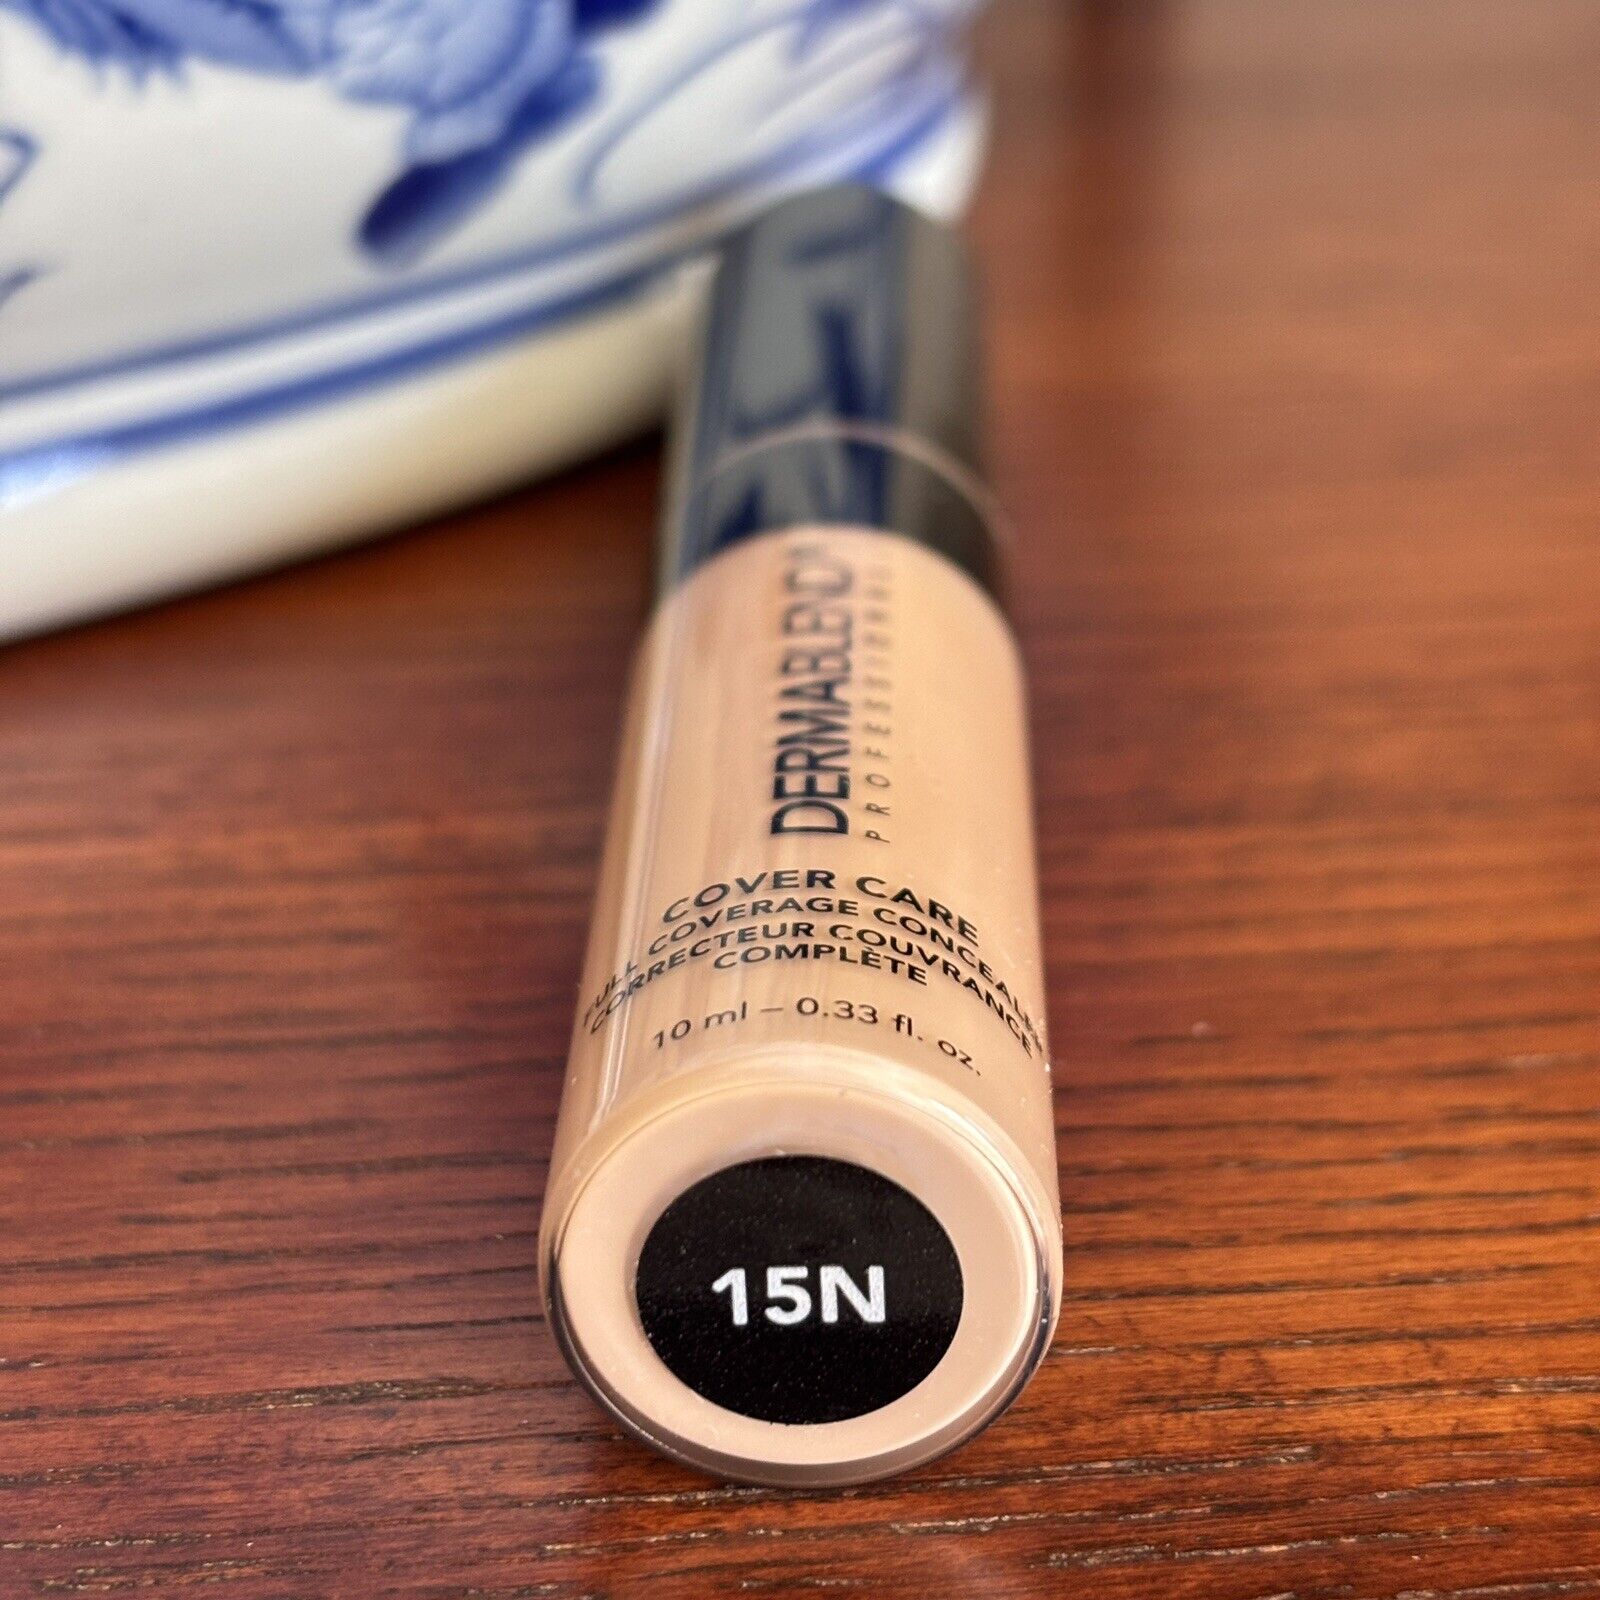 DERMABLEND
PROFESSIONAL
COVER CARE
FULL COVERAGE CONCEALER
CORRECTEUR COUVRANCE
COMPLÈTE
10 ml – 0.33 fl. oz.
15N